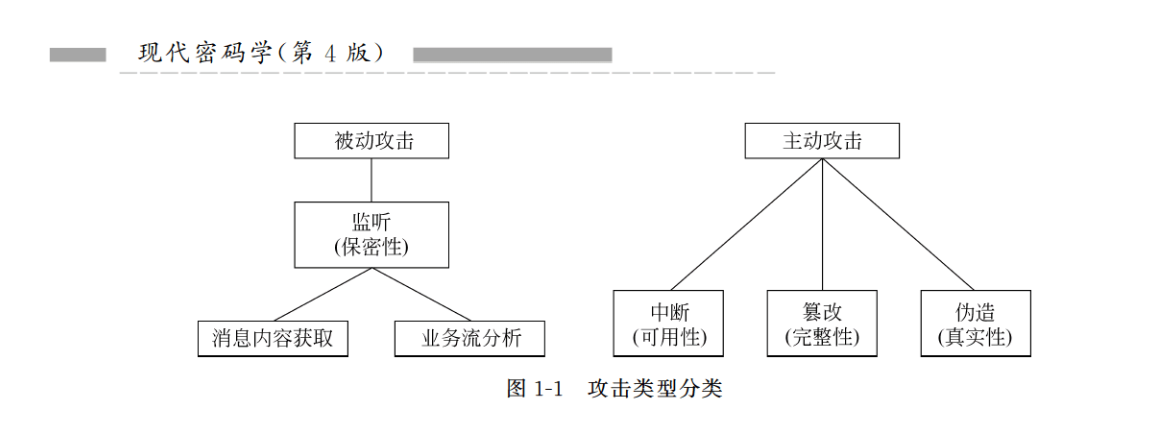 现代密码学(第 4 版)
被动攻击
主动攻击
监听
(保密性)
消息内容获取
业务流分析
中断
(可用性)
篡改
(完整性)
伪造
(真实性)
图 1-1 攻击类型分类